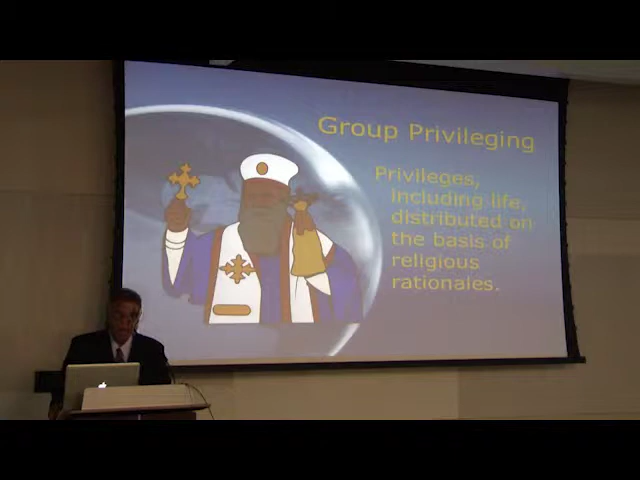 Group Privileging
Privileges,
including life,
distributed on
the basis of
religious
rationales.